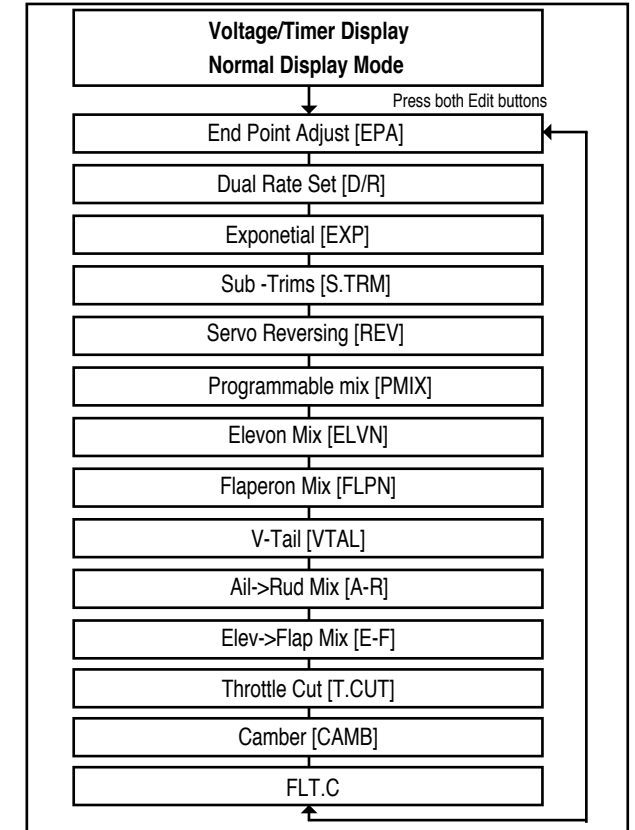 Voltage/Timer Display
Normal Display Mode
Press both Edit buttons
End Point Adjust [EPA]
Dual Rate Set [D/R]
Exponetial [EXP]
Sub -Trims [S.TRM]
Servo Reversing [REV]
Programmable mix [PMIX]
Elevon Mix [ELVN]
Flaperon Mix [FLPN]
V-Tail [VTAL]
Ail->Rud Mix [A-R]
Elev->Flap Mix [E-F]
Throttle Cut [T.CUT]
Camber [CAMB]
FLT.C